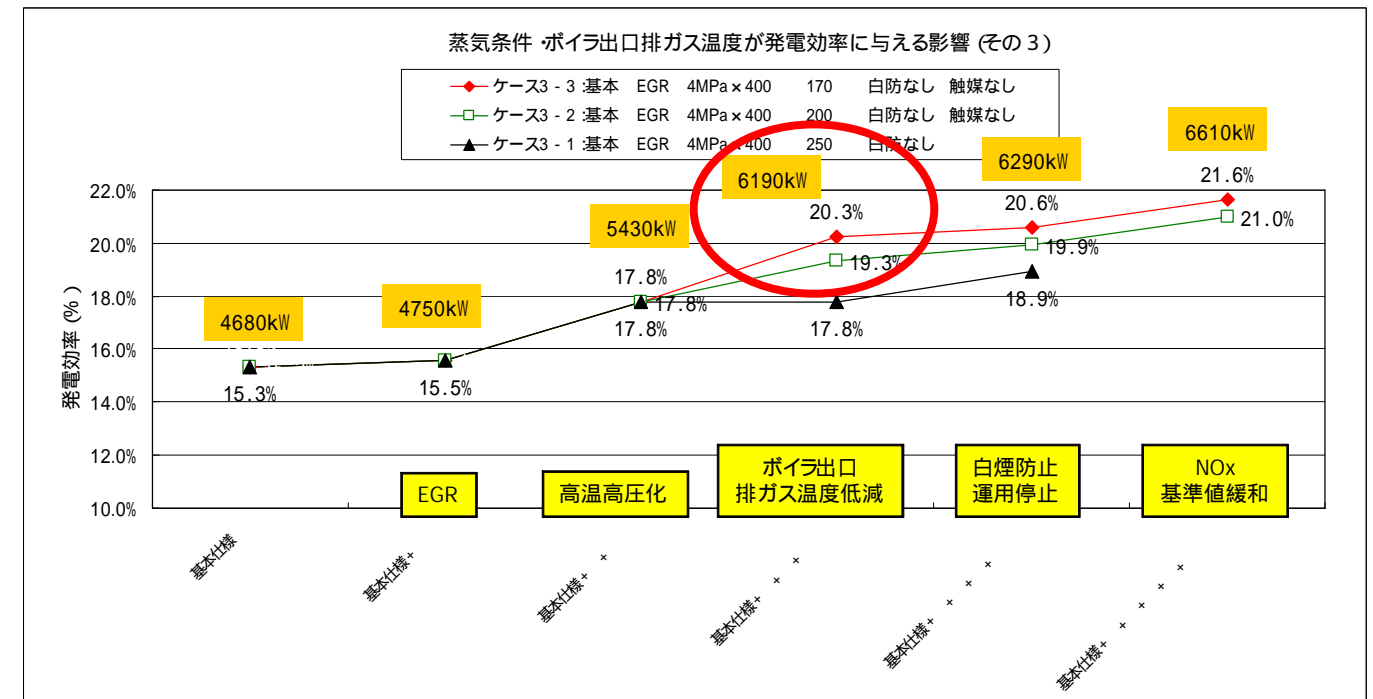 蒸気条件・ボイラ出口排ガス温度が発電効率に与える影響(その3)
ケース3-3:基本 EGR 4MPa×400 170 白防なし 触媒なし
ケース3-2:基本 EGR 4MPa×400 200 白防なし 触媒なし
ケース3-1:基本 EGR 4MPa×400 250 白防なし
発電効率(%)
22.0%
20.0%
18.0%
16.0%
14.0%
12.0%
10.0%
4680kW
4750kW
5430kW
6190kW
6290kW
6610kW
15.3%
15.5%
17.8%
17.8%
17.8%
20.3%
19.3%
17.8%
20.6%
19.9%
18.9%
21.6%
21.0%
EGR
高温高圧化
ボイラ出口
排ガス温度低減
白煙防止
運用停止
NOx
基準値緩和
基本仕様
基本仕様+
基本仕様+ +
基本仕様+ + +
基本仕様+ + + +
基本仕様+ + + + +